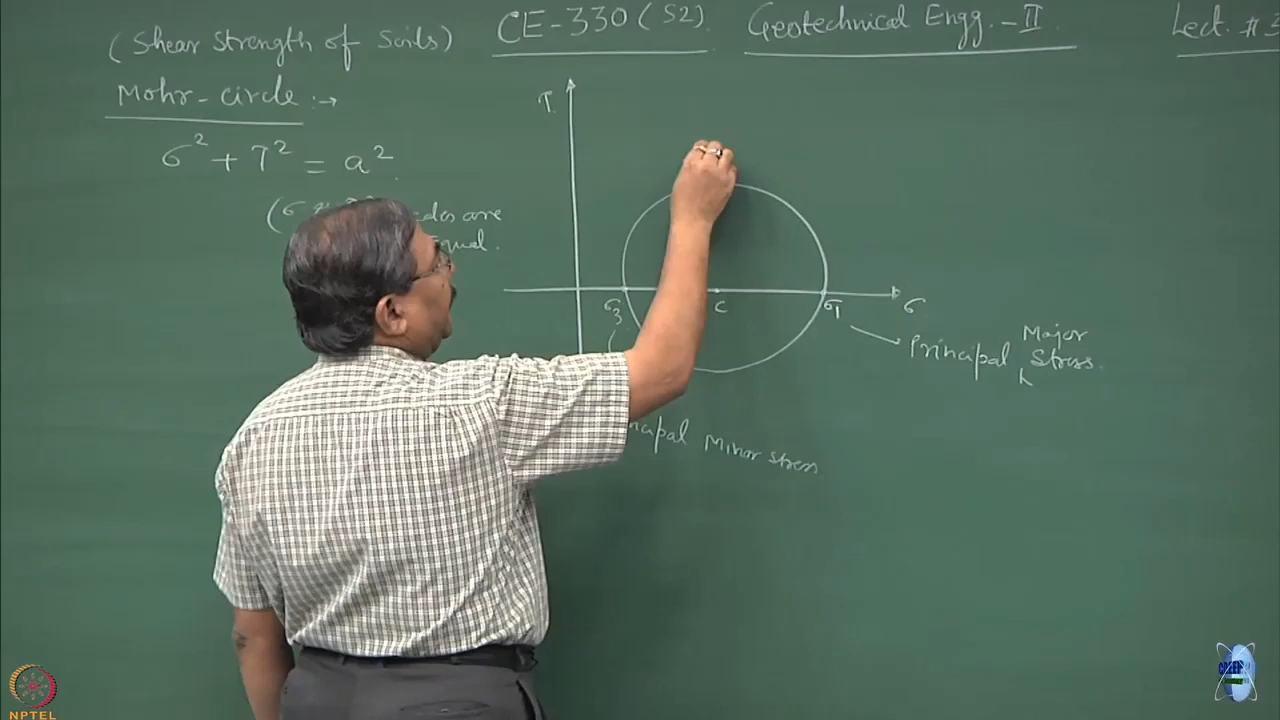 (Shear Strength of Soils)
CE-330 (S2). Geotechnical Engg. - II
Lect. #
Mohr-circle :→
σ² + τ² = a².
are
Equal.
τ
σ3 C σ1 σ
Principal Major Stress.
Minor stress
NPTEL